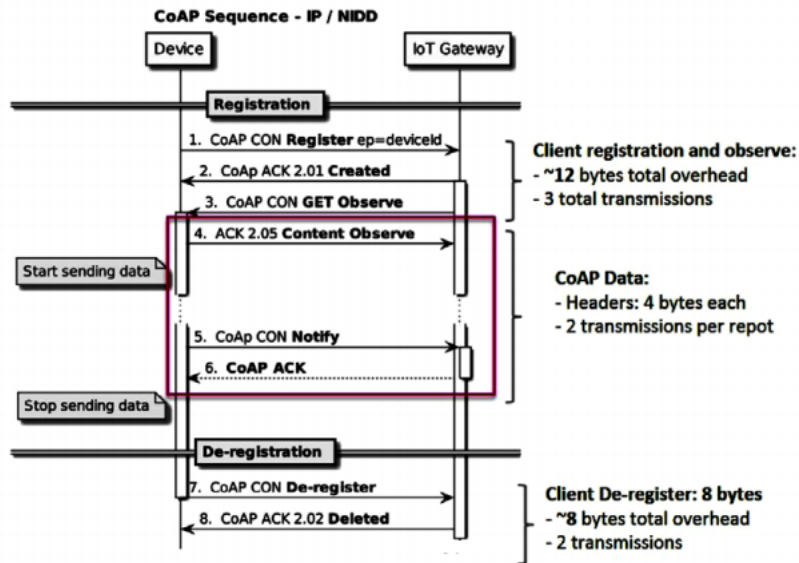 CoAP Sequence - IP / NIDD
Device
IoT Gateway
Registration
1. CoAP CON Register ep=deviceId
2. CoAp ACK 2.01 Created
3. CoAP CON GET Observe
Client registration and observe:
- ~12 bytes total overhead
- 3 total transmissions
4. ACK 2.05 Content Observe
Start sending data
CoAP Data:
- Headers: 4 bytes each
- 2 transmissions per repot
5. CoAp CON Notify
6. CoAP ACK
Stop sending data
De-registration
7. CoAP CON De-register
8. CoAP ACK 2.02 Deleted
Client De-register: 8 bytes
- ~8 bytes total overhead
- 2 transmissions